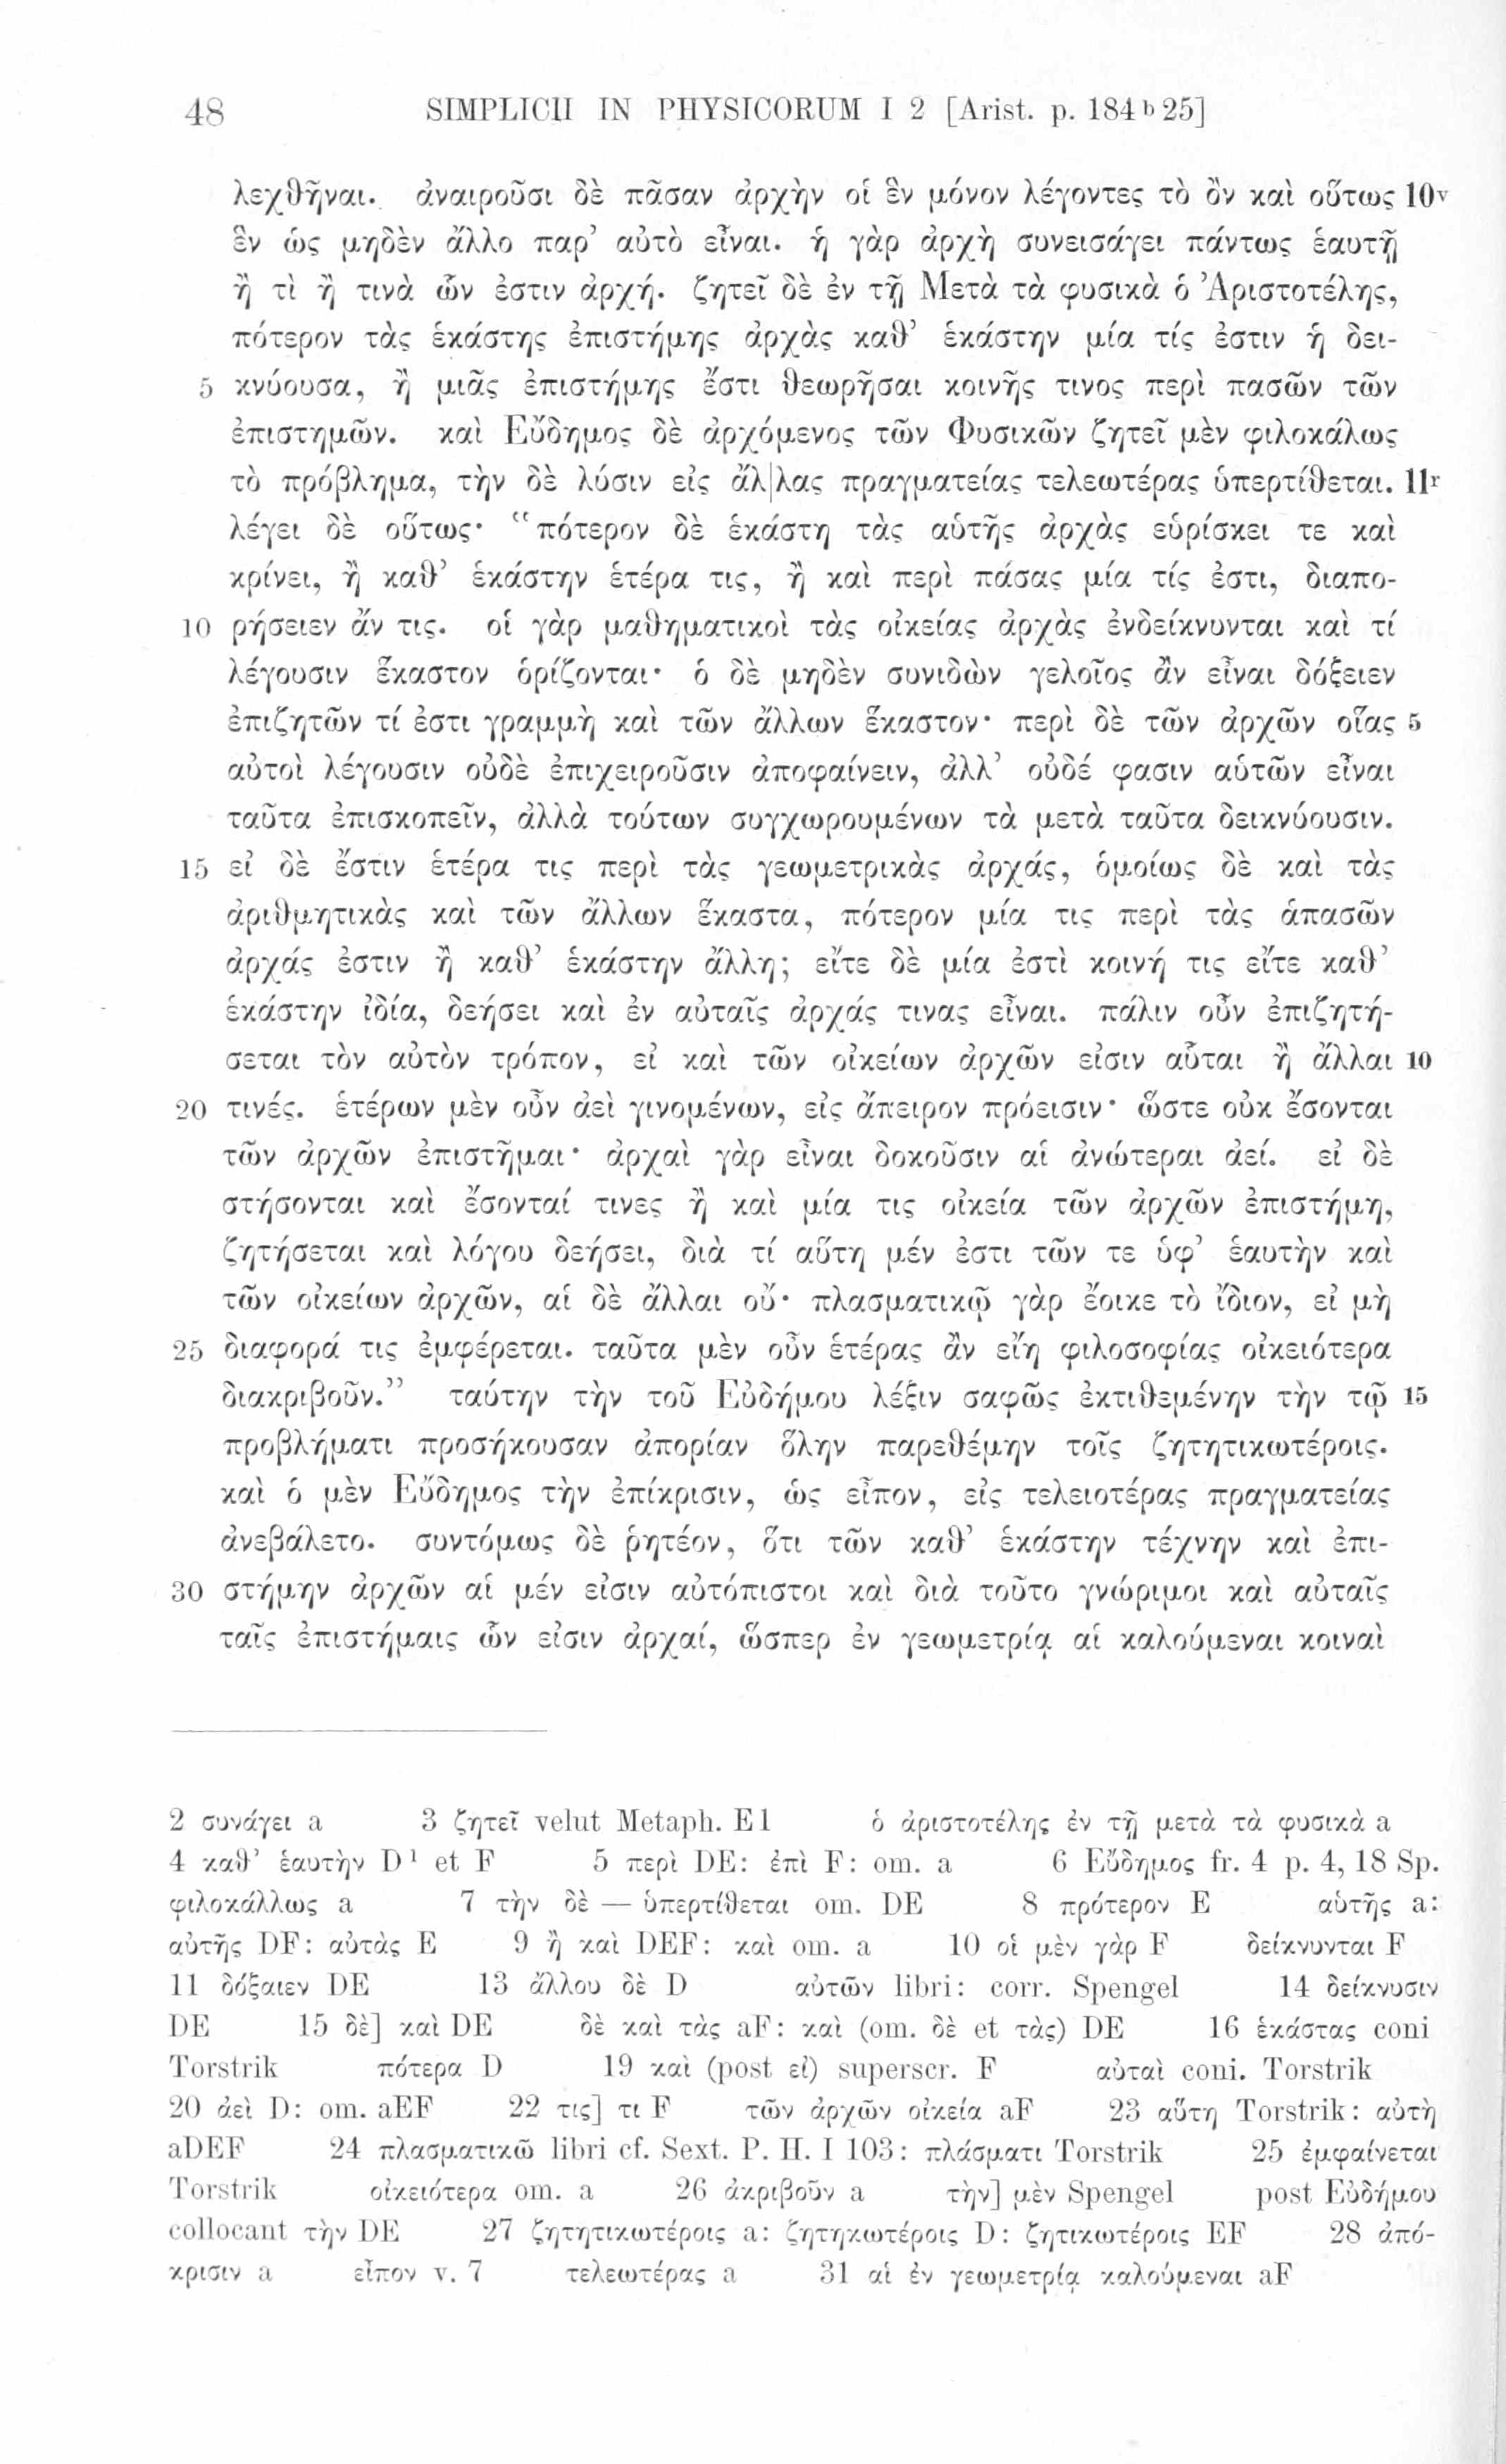 48 SIMPLICII IN PHYSICORUM I 2 [Arist. p. 184ᵇ25]
λεχθῆναι. ἀναιροῦσι δὲ πᾶσαν ἀρχὴν οἱ ἓν μόνον λέγοντες τὸ ὂν καὶ οὕτως 10ᵛ
ἓν ὡς μηδὲν ἄλλο παρ’ αὐτὸ εἶναι. ἡ γὰρ ἀρχὴ συνεισάγει πάντως ἑαυτῇ
ἢ τὶ ἢ τινὰ ὧν ἐστιν ἀρχή. ζητεῖ δὲ ἐν τῇ Μετὰ τὰ φυσικὰ ὁ Ἀριστοτέλης,
πότερον τὰς ἑκάστης ἐπιστήμης ἀρχὰς καθ’ ἑκάστην μία τίς ἐστιν ἡ δει-
5 κνύουσα, ἢ μιᾶς ἐπιστήμης ἔστι θεωρῆσαι κοινῆς τινος περὶ πασῶν τῶν
ἐπιστημῶν. καὶ Εὔδημος δὲ ἀρχόμενος τῶν Φυσικῶν ζητεῖ μὲν φιλοκάλως
τὸ πρόβλημα, τὴν δὲ λύσιν εἰς ἄλ|λας πραγματείας τελεωτέρας ὑπερτίθεται. 11ʳ
λέγει δὲ οὕτως· “πότερον δὲ ἑκάστη τὰς αὑτῆς ἀρχὰς εὑρίσκει τε καὶ
κρίνει, ἢ καθ’ ἑκάστην ἑτέρα τις, ἢ καὶ περὶ πάσας μία τίς ἐστι, διαπο-
10 ρήσειεν ἄν τις. οἱ γὰρ μαθηματικοὶ τὰς οἰκείας ἀρχὰς ἐνδείκνυνται καὶ τί
λέγουσιν ἕκαστον ὁρίζονται· ὁ δὲ μηδὲν συνιδὼν γελοῖος ἂν εἶναι δόξειεν
ἐπιζητῶν τί ἐστι γραμμὴ καὶ τῶν ἄλλων ἕκαστον· περὶ δὲ τῶν ἀρχῶν οἵας 5
αὐτοὶ λέγουσιν οὐδὲ ἐπιχειροῦσιν ἀποφαίνειν, ἀλλ’ οὐδέ φασιν αὑτῶν εἶναι
ταῦτα ἐπισκοπεῖν, ἀλλὰ τούτων συγχωρουμένων τὰ μετὰ ταῦτα δεικνύουσιν.
15 εἰ δὲ ἔστιν ἑτέρα τις περὶ τὰς γεωμετρικὰς ἀρχάς, ὁμοίως δὲ καὶ τὰς
ἀριθμητικὰς καὶ τῶν ἄλλων ἕκαστα, πότερον μία τις περὶ τὰς ἁπασῶν
ἀρχάς ἐστιν ἢ καθ’ ἑκάστην ἄλλη; εἴτε δὲ μία ἐστὶ κοινή τις εἴτε καθ’
ἑκάστην ἰδία, δεήσει καὶ ἐν αὐταῖς ἀρχάς τινας εἶναι. πάλιν οὖν ἐπιζητή-
σεται τὸν αὐτὸν τρόπον, εἰ καὶ τῶν οἰκείων ἀρχῶν εἰσιν αὗται ἢ ἄλλαι 10
20 τινές. ἑτέρων μὲν οὖν ἀεὶ γινομένων, εἰς ἄπειρον πρόεισιν· ὥστε οὐκ ἔσονται
τῶν ἀρχῶν ἐπιστῆμαι· ἀρχαὶ γὰρ εἶναι δοκοῦσιν αἱ ἀνώτεραι ἀεί. εἰ δὲ
στήσονται καὶ ἔσονταί τινες ἢ καὶ μία τις οἰκεία τῶν ἀρχῶν ἐπιστήμη,
ζητήσεται καὶ λόγου δεήσει, διὰ τί αὕτη μέν ἐστι τῶν τε ὑφ’ ἑαυτὴν καὶ
τῶν οἰκείων ἀρχῶν, αἱ δὲ ἄλλαι οὔ· πλασματικῷ γὰρ ἔοικε τὸ ἴδιον, εἰ μὴ
25 διαφορά τις ἐμφέρεται. ταῦτα μὲν οὖν ἑτέρας ἂν εἴη φιλοσοφίας οἰκειότερα
διακριβοῦν.” ταύτην τὴν τοῦ Εὐδήμου λέξιν σαφῶς ἐκτιθεμένην τὴν τῷ 15
προβλήματι προσήκουσαν ἀπορίαν ὅλην παρεθέμην τοῖς ζητητικωτέροις.
καὶ ὁ μὲν Εὔδημος τὴν ἐπίκρισιν, ὡς εἶπον, εἰς τελειοτέρας πραγματείας
ἀνεβάλετο. συντόμως δὲ ῥητέον, ὅτι τῶν καθ’ ἑκάστην τέχνην καὶ ἐπι-
30 στήμην ἀρχῶν αἱ μέν εἰσιν αὐτόπιστοι καὶ διὰ τοῦτο γνώριμοι καὶ αὐταῖς
ταῖς ἐπιστήμαις ὧν εἰσιν ἀρχαί, ὥσπερ ἐν γεωμετρίᾳ αἱ καλούμεναι κοιναὶ
2 συνάγει a 3 ζητεῖ velut Metaph. E 1 ὁ ἀριστοτέλης ἐν τῇ μετὰ τὰ φυσικὰ a
4 καθ’ ἑαυτὴν D¹ et F 5 περὶ DE: ἐπὶ F: om. a 6 Εὔδημος fr. 4 p. 4, 18 Sp.
φιλοκάλλως a 7 τὴν δὲ — ὑπερτίθεται om. DE 8 πρότερον E αὑτῆς a:
αὐτῆς DF: αὐτὰς E 9 ἢ καὶ DEF: καὶ om. a 10 οἱ μὲν γὰρ F δείκνυνται F
11 δόξαιεν DE 13 ἄλλου δὲ D αὐτῶν libri: corr. Spengel 14 δείκνυσιν
DE 15 δὲ] καὶ DE δὲ καὶ τὰς aF: καὶ (om. δὲ et τὰς) DE 16 ἑκάστας coni
Torstrik πότερα D 19 καὶ (post εἰ) superscr. F αὐταὶ coni. Torstrik
20 ἀεὶ D: om. aEF 22 τις] τι F τῶν ἀρχῶν οἰκεία aF 23 αὕτη Torstrik: αὐτὴ
aDEF 24 πλασματικῶ libri cf. Sext. P. H. I 103: πλάσματι Torstrik 25 ἐμφαίνεται
Torstrik οἰκειότερα om. a 26 ἀκριβοῦν a τὴν] μὲν Spengel post Εὐδήμου
collocant τὴν DE 27 ζητητικωτέροις a: ζητηκωτέροις D: ζητικωτέροις EF 28 ἀπό-
κρισιν a εἶπον v. 7 τελεωτέρας a 31 αἱ ἐν γεωμετρίᾳ καλούμεναι aF